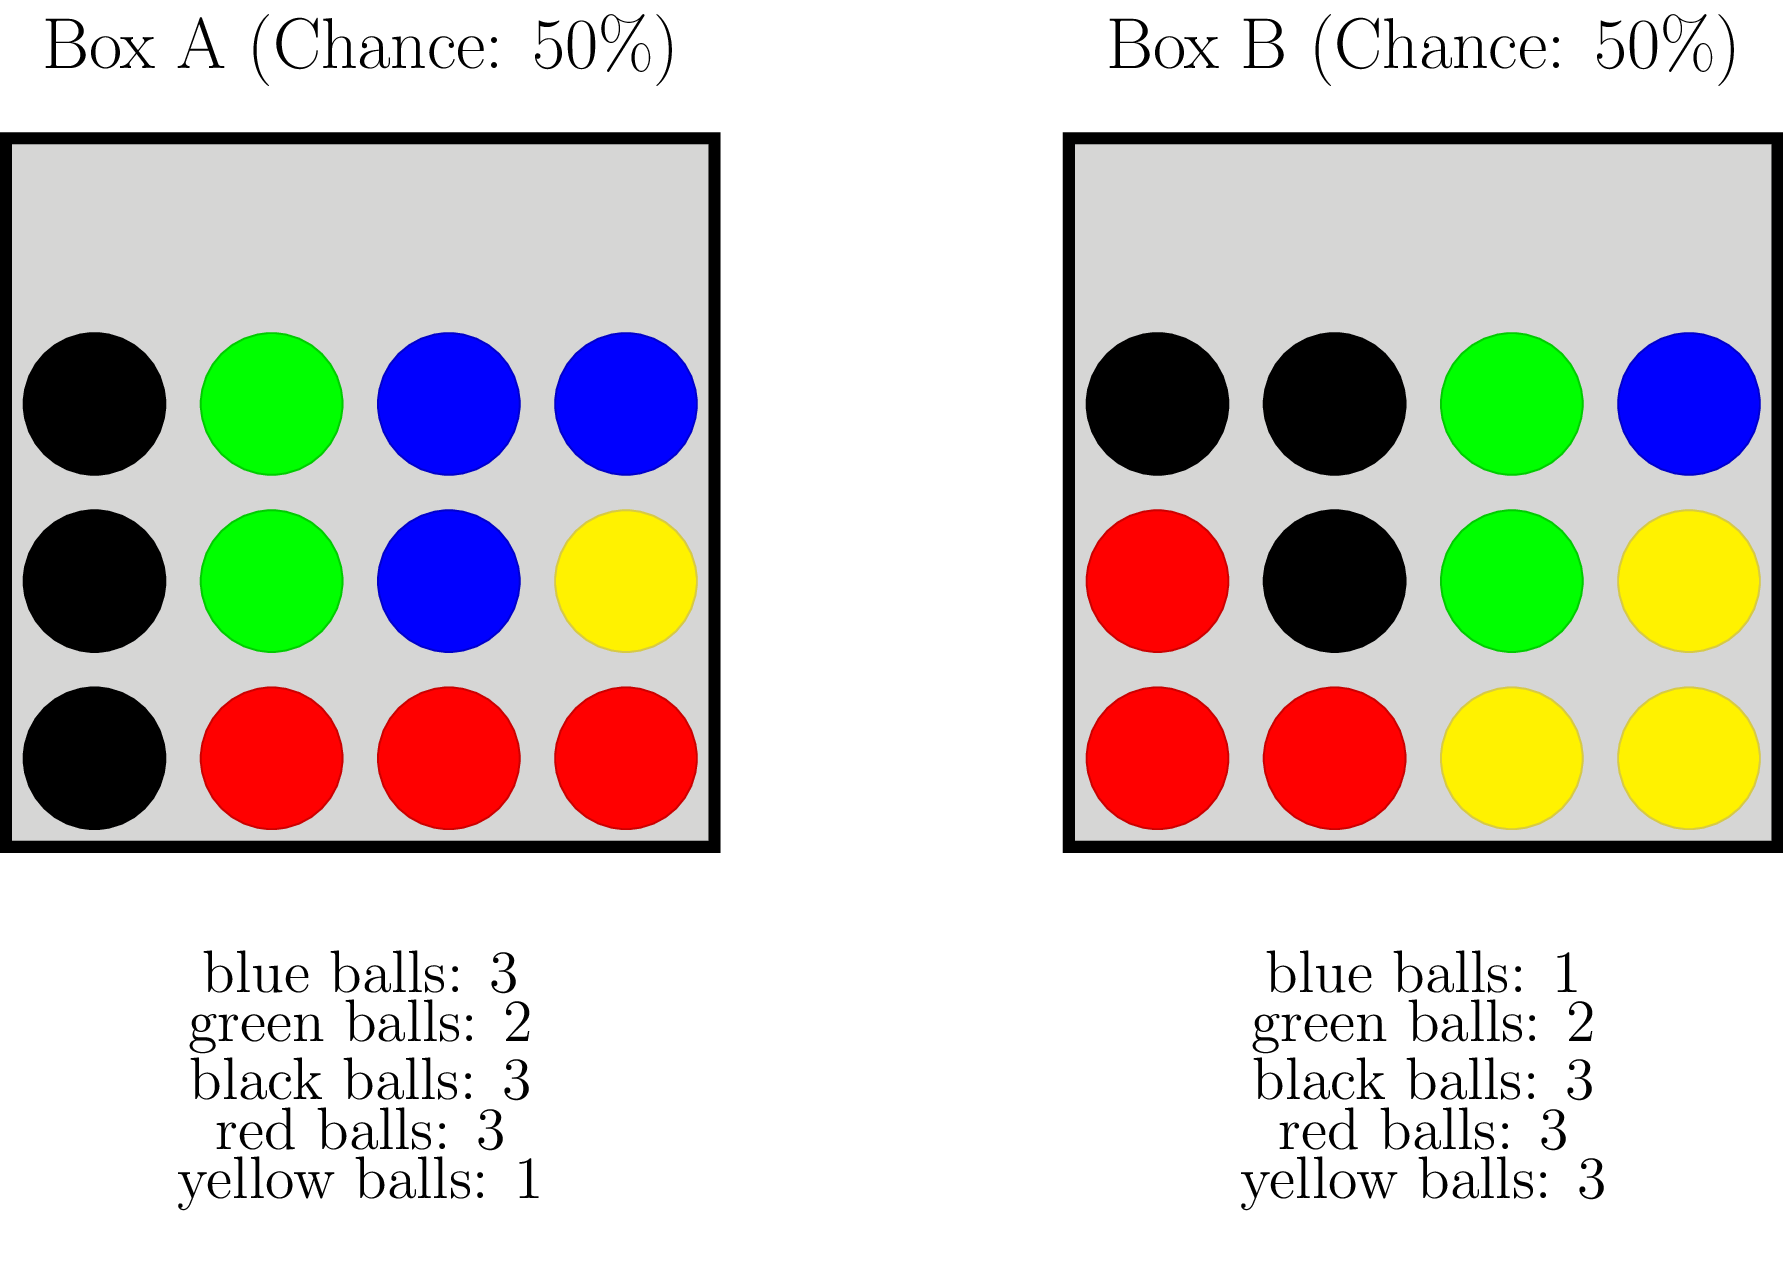 Box A (Chance: 50%)
blue balls: 3
green balls: 2
black balls: 3
red balls: 3
yellow balls: 1
Box B (Chance: 50%)
blue balls: 1
green balls: 2
black balls: 3
red balls: 3
yellow balls: 3